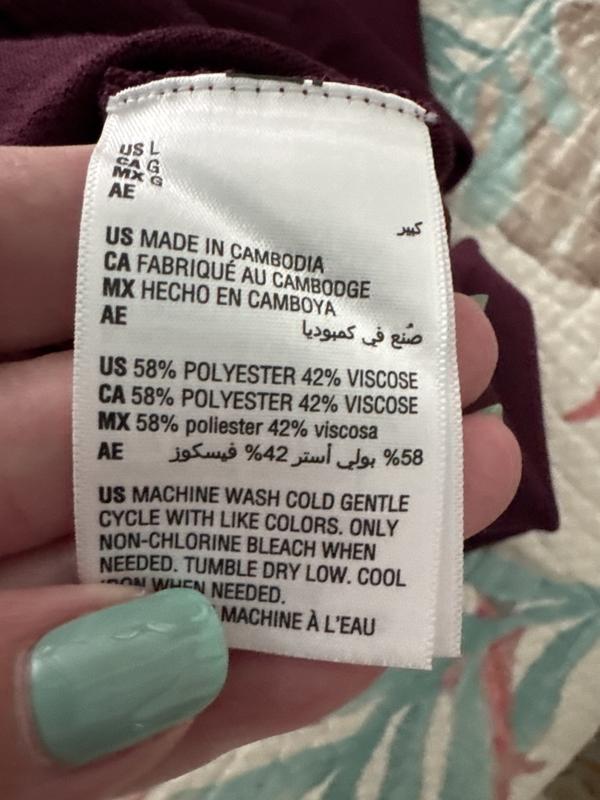 US L
CA G
MX G
AE كبير
US MADE IN CAMBODIA
CA FABRIQUÉ AU CAMBODGE
MX HECHO EN CAMBOYA
AE صُنع في كمبوديا
US 58% POLYESTER 42% VISCOSE
CA 58% POLYESTER 42% VISCOSE
MX 58% poliester 42% viscosa
AE 58% بولي أستر 42% فيسكوز
US MACHINE WASH COLD GENTLE
CYCLE WITH LIKE COLORS. ONLY
NON-CHLORINE BLEACH WHEN
NEEDED. TUMBLE DRY LOW. COOL
IRON WHEN NEEDED.
MACHINE À L'EAU